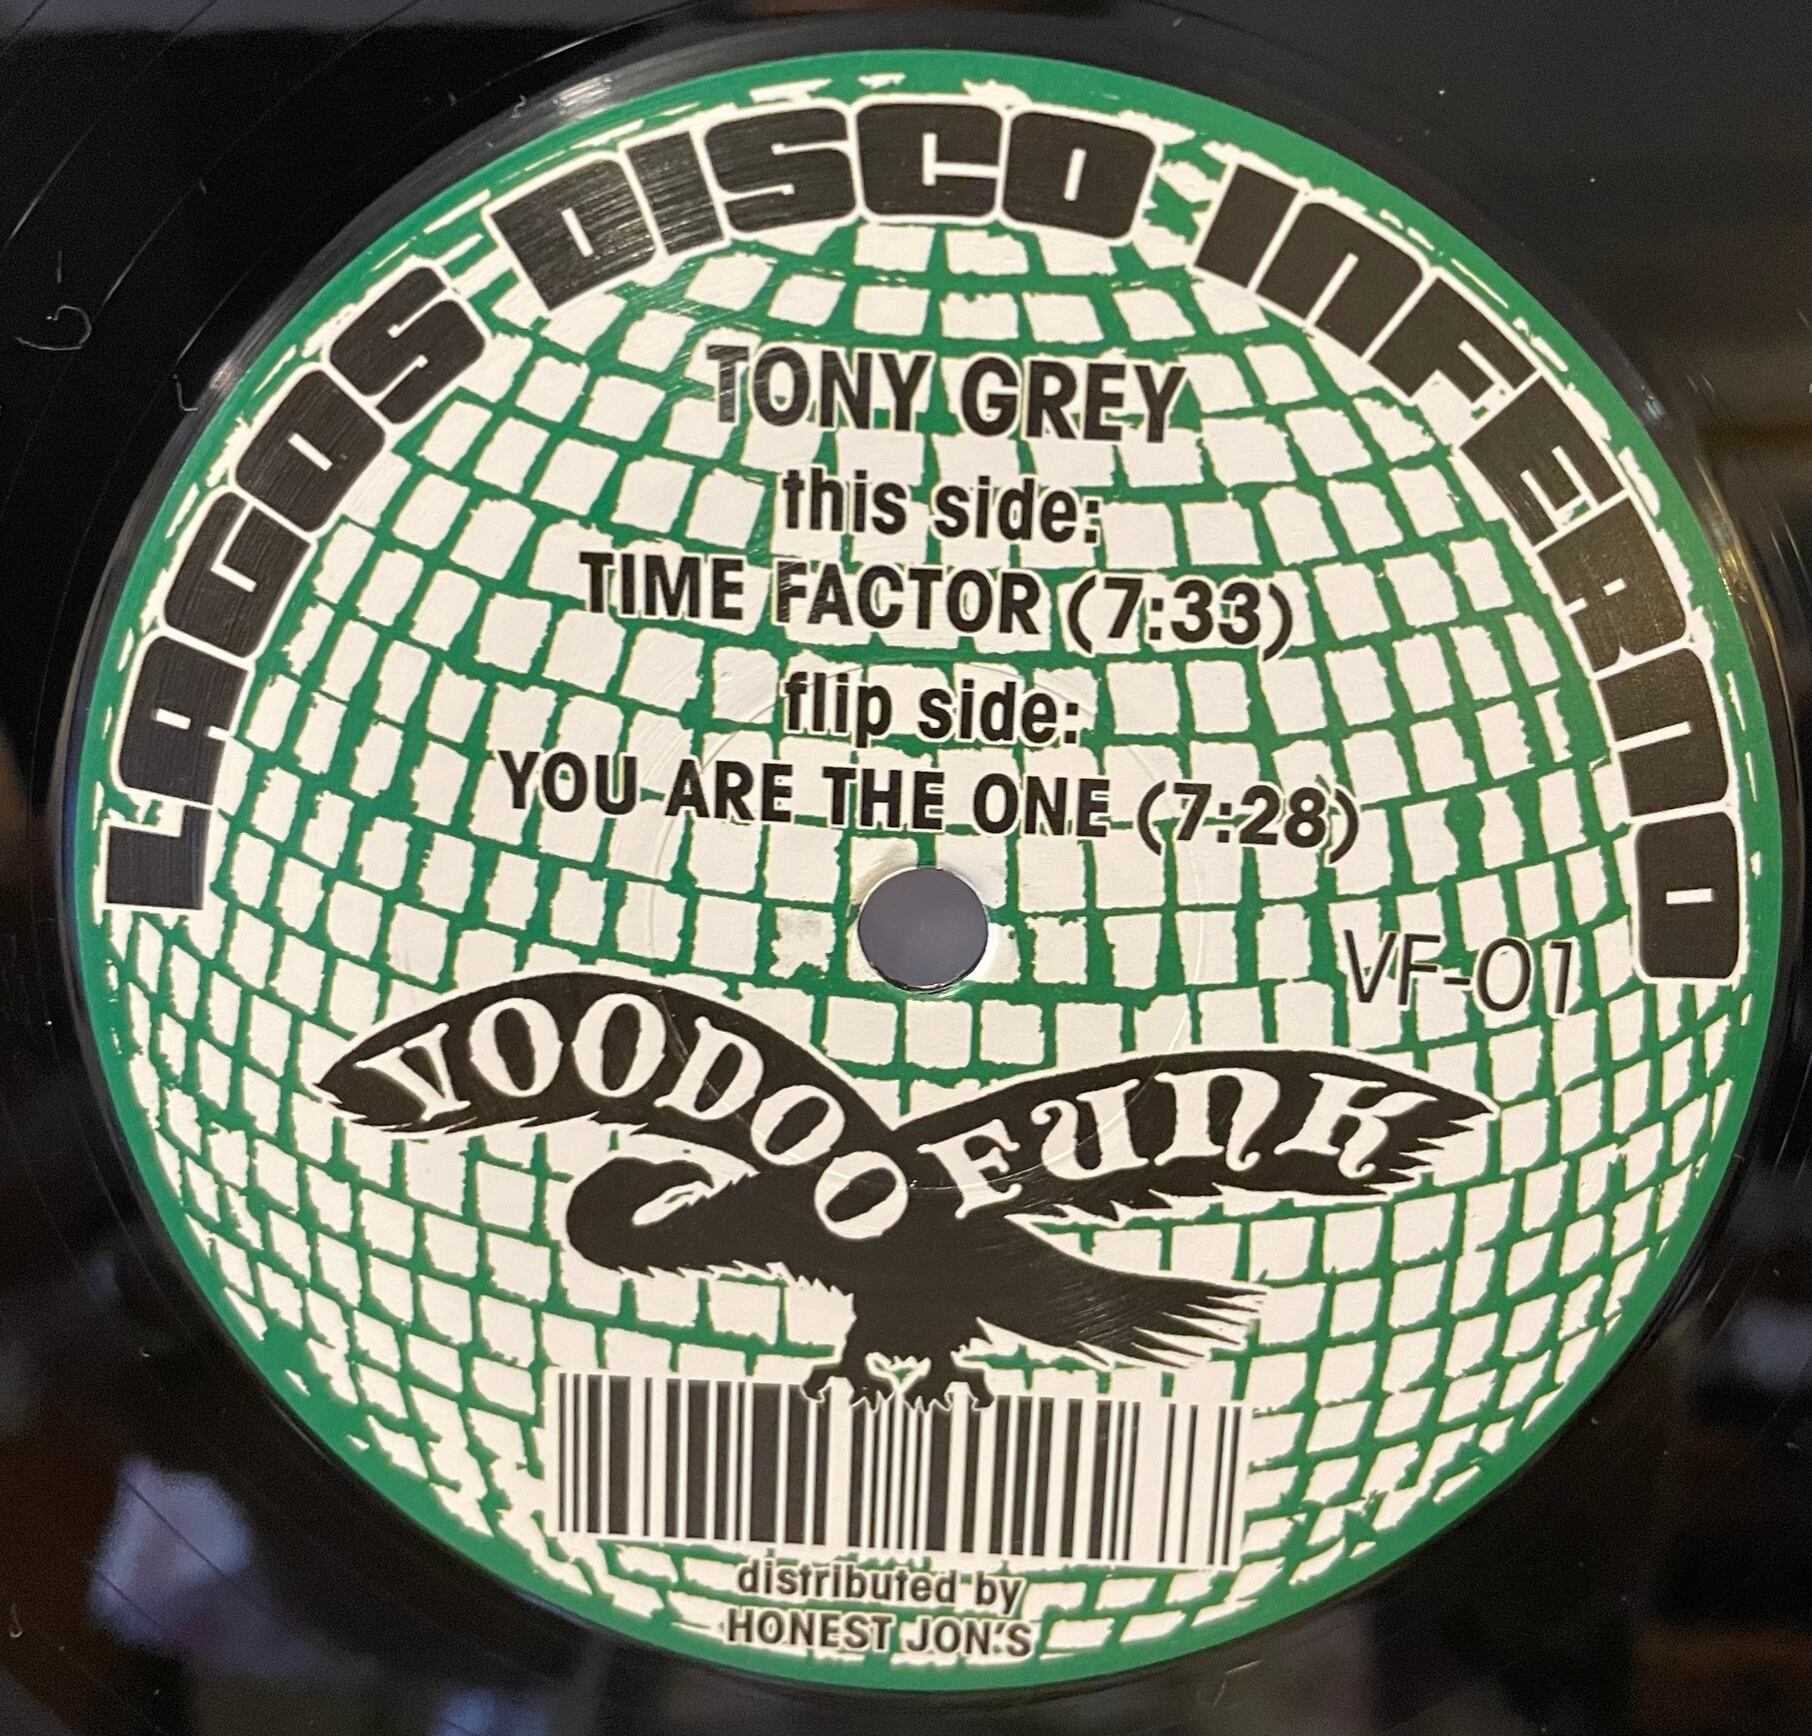 LAGOS DISCO INFERNO
TONY GREY
this side:
TIME FACTOR (7:33)
flip side:
YOU ARE THE ONE (7:28)
VF-01
VOODOO FUNK
distributed by
HONEST JON'S